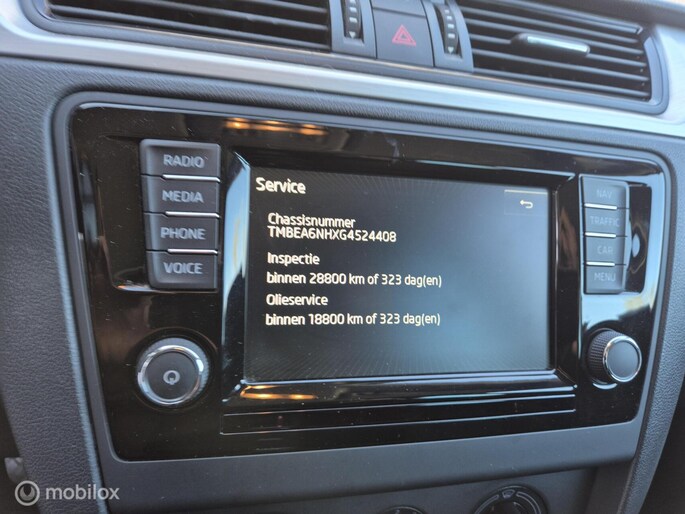 RADIO
MEDIA
PHONE
VOICE
Service
Chassisnummer
TMBEA6NHXG4524408
Inspectie
binnen 28800 km of 323 dag(en)
Olieservice
binnen 18800 km of 323 dag(en)
NAV
TRAFFIC
CAR
MENU
mobilox